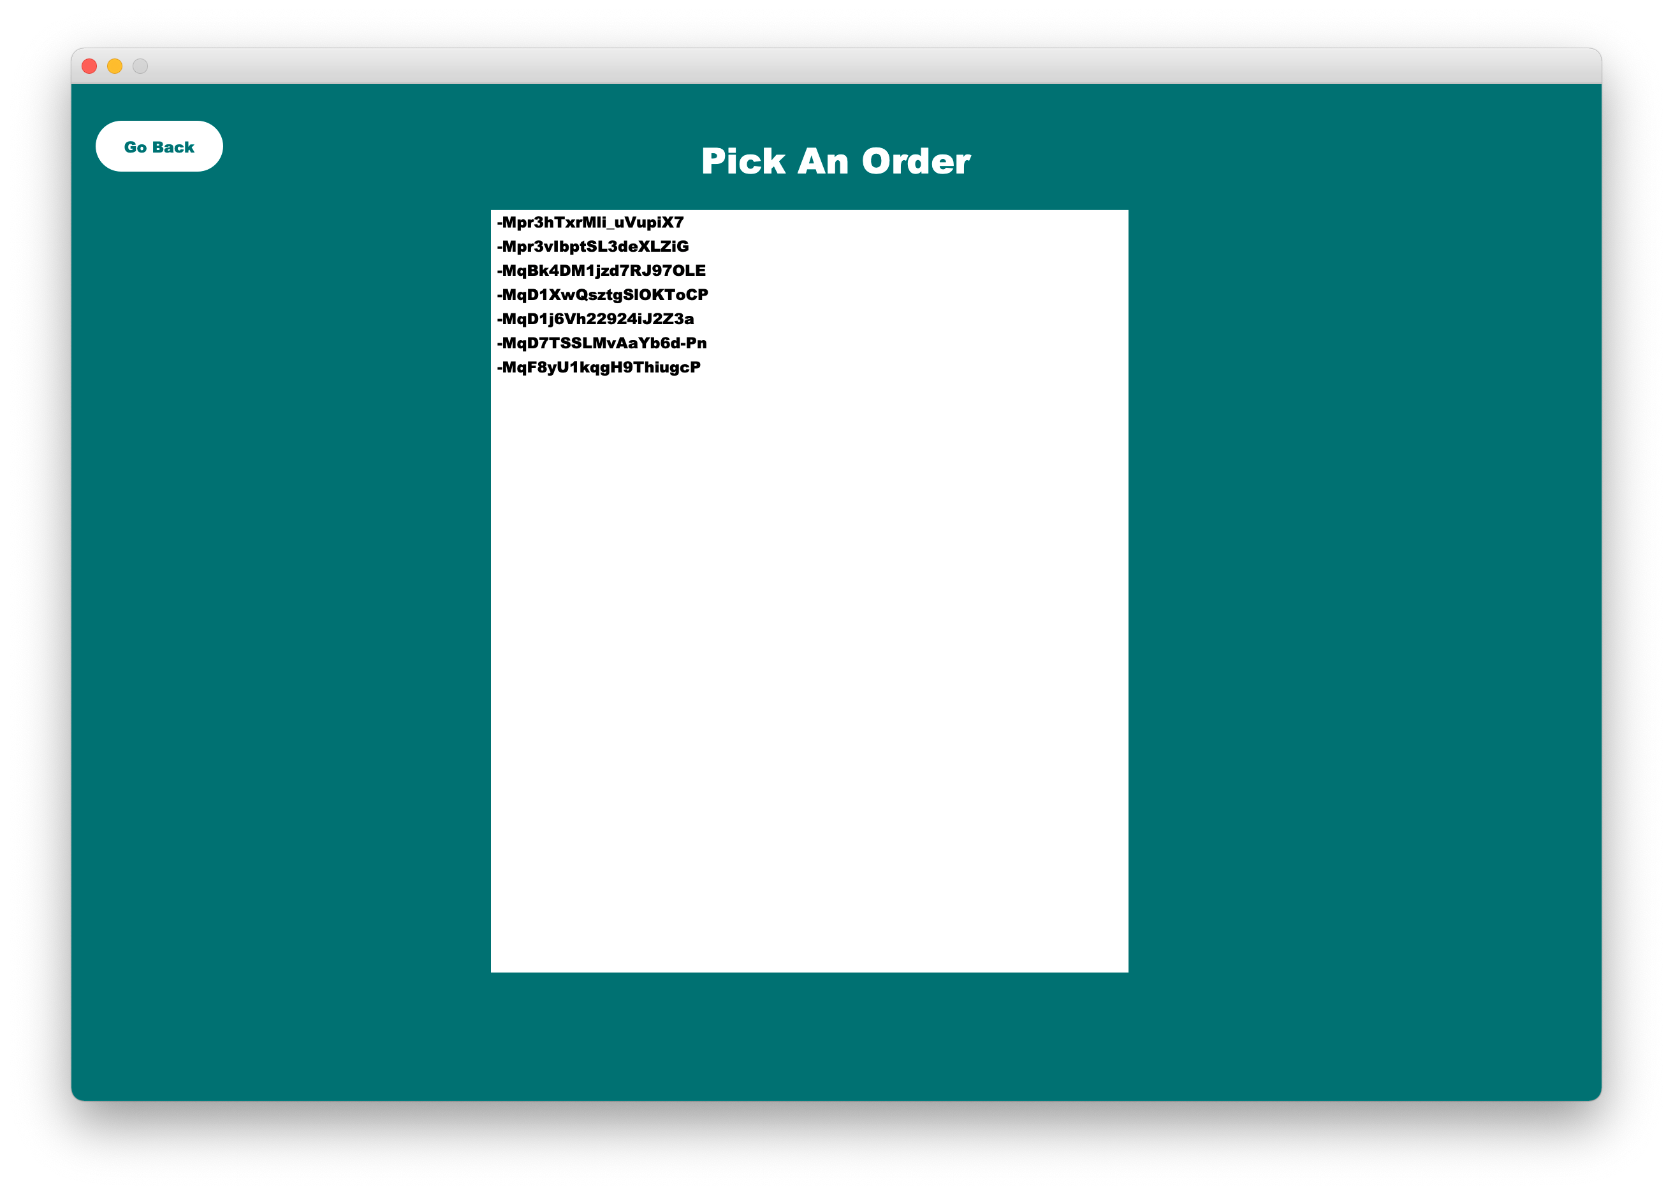 Go Back
Pick An Order
-Mpr3hTxrMli_uVupiX7
-Mpr3vIbptSL3deXLZiG
-MqBk4DM1jzd7RJ97OLE
-MqD1XwQsztgSlOKToCP
-MqD1j6Vh22924iJ2Z3a
-MqD7TSSLMvAaYb6d-Pn
-MqF8yU1kqgH9ThiugcP